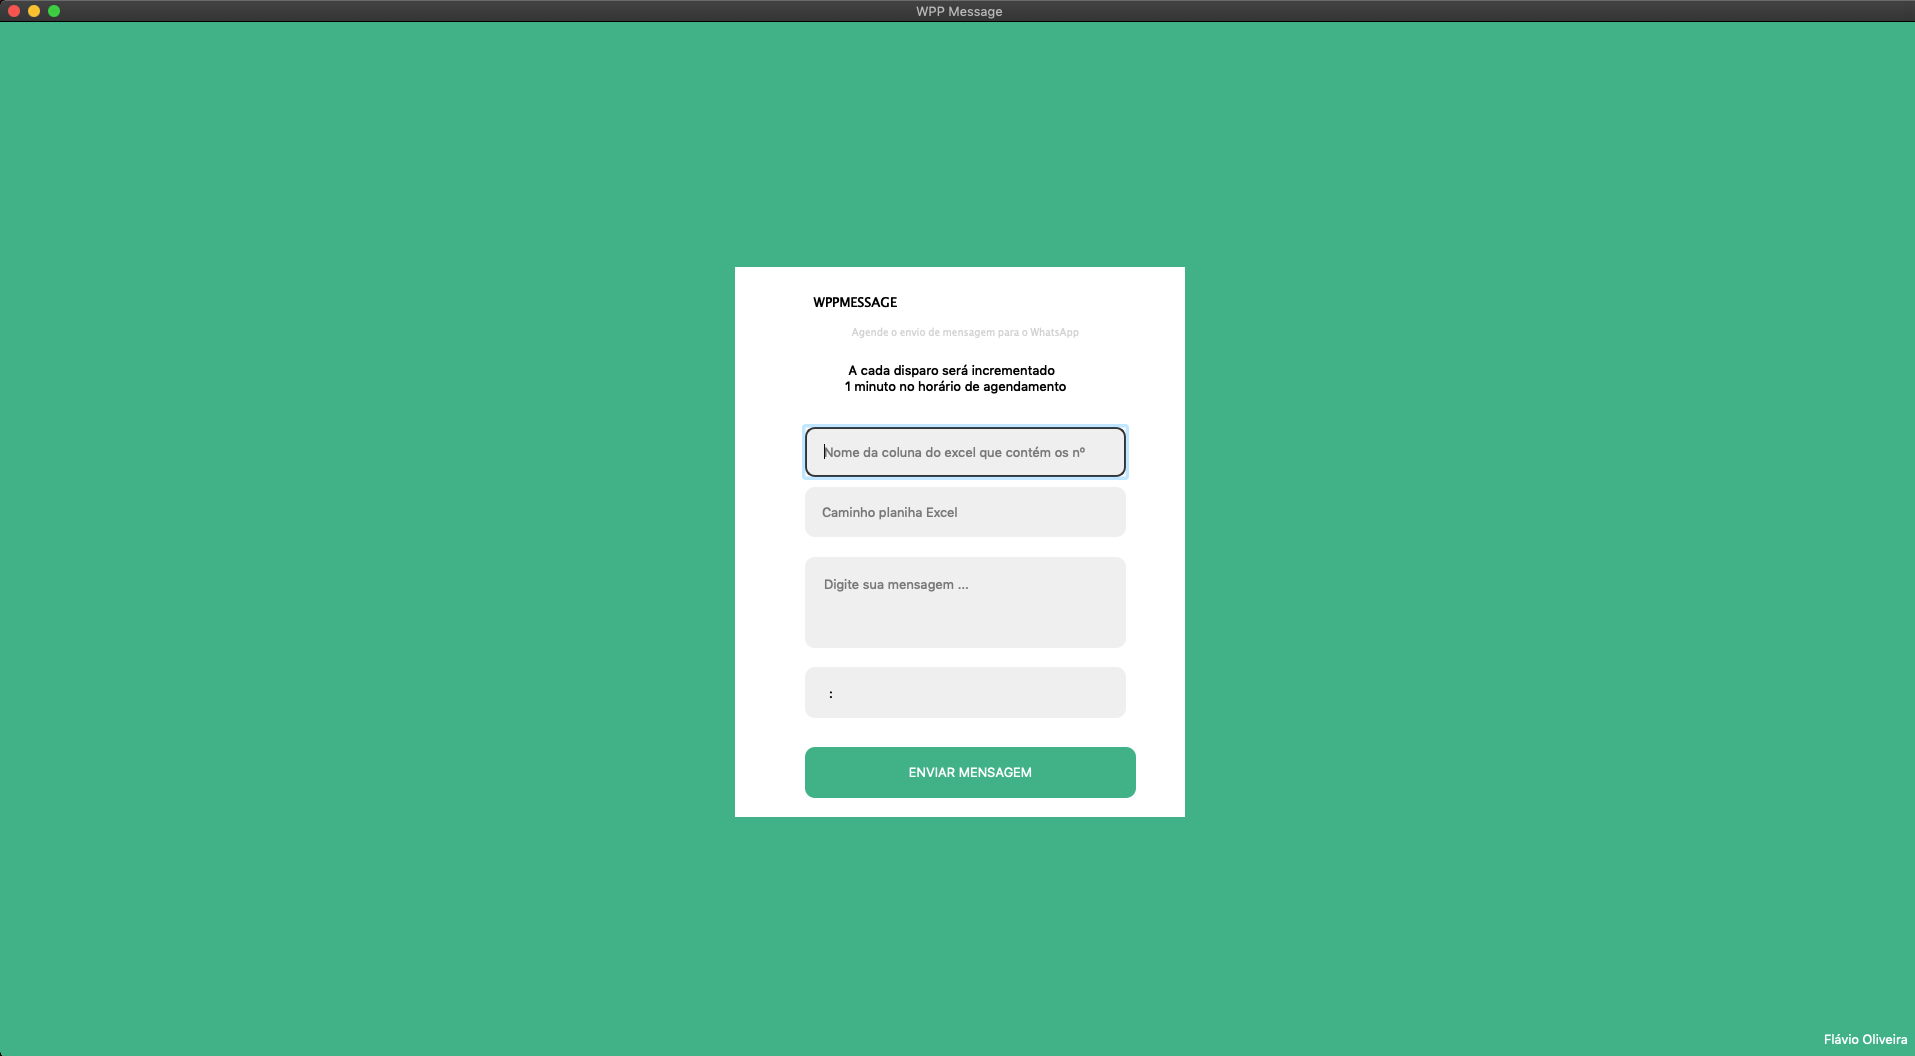 WPP Message
WPPMESSAGE
Agende o envio de mensagem para o WhatsApp
A cada disparo será incrementado
1 minuto no horário de agendamento
Nome da coluna do excel que contém os nº
Caminho planiha Excel
Digite sua mensagem ...
:
ENVIAR MENSAGEM
Flávio Oliveira